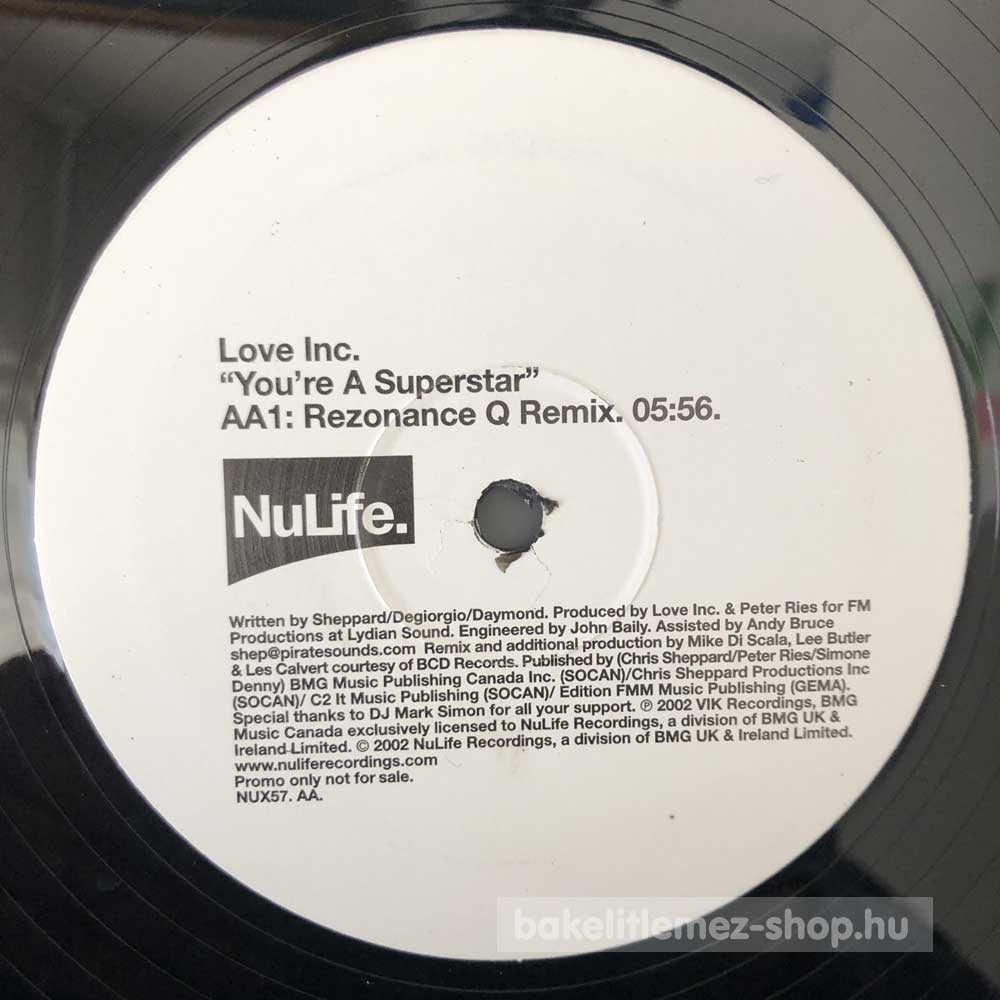 Love Inc.
“You’re A Superstar”
AA1: Rezonance Q Remix. 05:56.
NuLife.
Written by Sheppard/Degiorgio/Daymond. Produced by Love Inc. & Peter Ries for FM
Productions at Lydian Sound. Engineered by John Baily. Assisted by Andy Bruce
shep@piratesounds.com Remix and additional production by Mike Di Scala, Lee Butler
& Les Calvert courtesy of BCD Records. Published by (Chris Sheppard/Peter Ries/Simone
Denny) BMG Music Publishing Canada Inc. (SOCAN)/Chris Sheppard Productions Inc
(SOCAN)/ C2 It Music Publishing (SOCAN)/ Edition FMM Music Publishing (GEMA).
Special thanks to DJ Mark Simon for all your support. ℗ 2002 VIK Recordings, BMG
Music Canada exclusively licensed to NuLife Recordings, a division of BMG UK &
Ireland Limited. © 2002 NuLife Recordings, a division of BMG UK & Ireland Limited.
www.nuliferecordings.com
Promo only not for sale.
NUX57. AA.
bakelitlemez-shop.hu